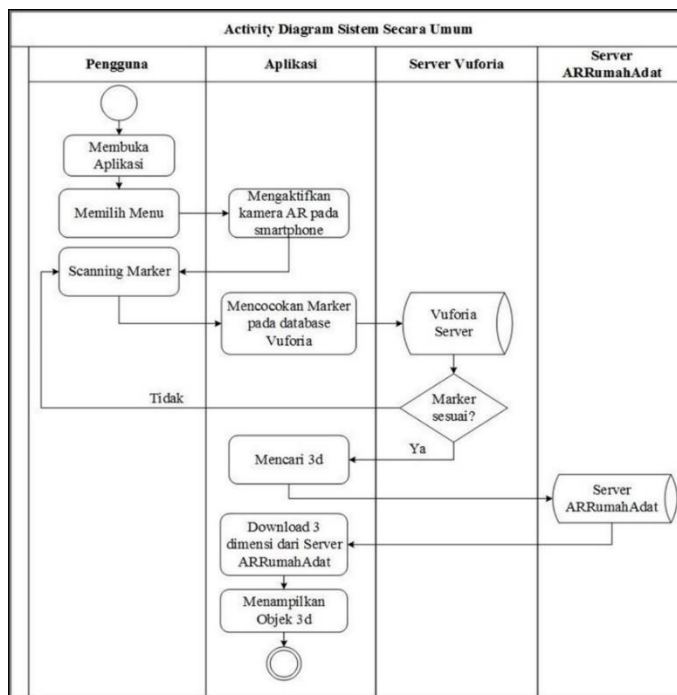 Activity Diagram Sistem Secara Umum
Pengguna
Aplikasi
Server Vuforia
Server
ARRumahAdat
Membuka
Aplikasi
Memilih Menu
Mengaktifkan
kamera AR pada
smartphone
Scanning Marker
Mencocokan Marker
pada database
Vuforia
Vuforia
Server
Tidak
Marker
sesuai?
Ya
Mencari 3d
Server
ARRumahAdat
Download 3
dimensi dari Server
ARRumahAdat
Menampilkan
Objek 3d